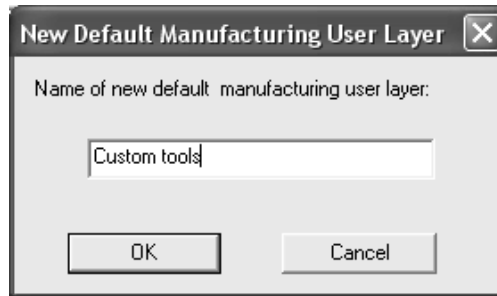 New Default Manufacturing User Layer
Name of new default manufacturing user layer:
Custom tools
OK Cancel